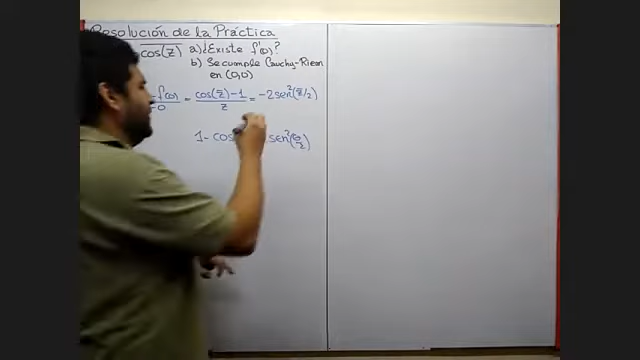 Resolución de la Práctica
cos(z̄) a) ¿Existe f'(0)?
b) Se cumple Cauchy-Riem
en (0,0)
- f(0) = cos(z̄) - 1 = -2sen²(z̄/2)
-0 z
1 - cos sen²(